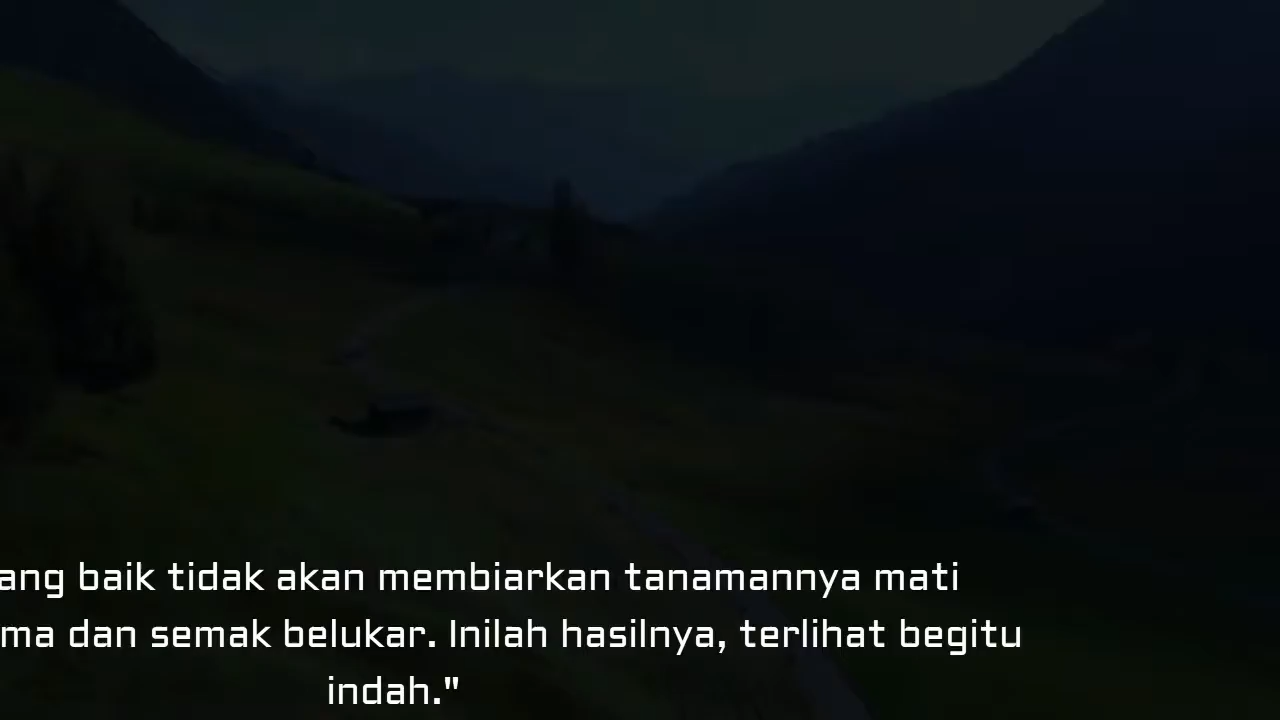 ang baik tidak akan membiarkan tanamannya mati
ma dan semak belukar. Inilah hasilnya, terlihat begitu
indah."